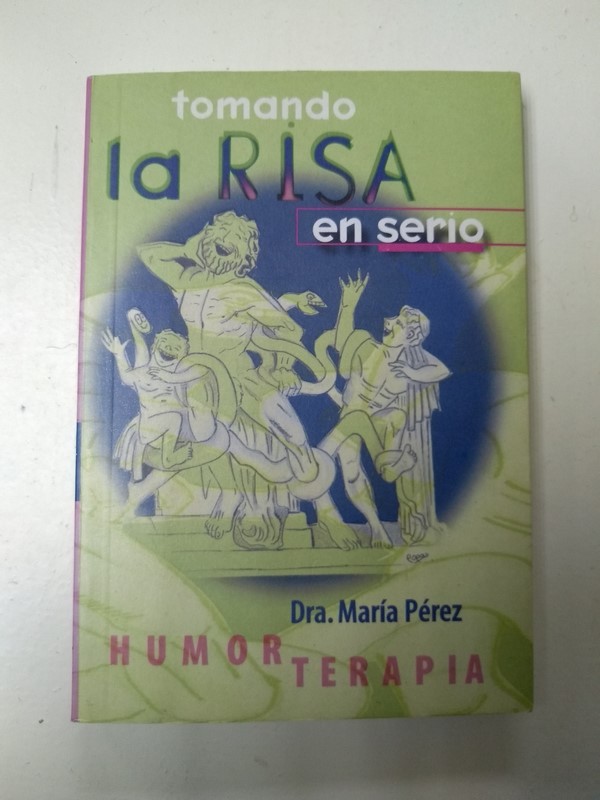 tomando
la RiSA
en serio
Dra. María Pérez
HUMOR
TERAPIA